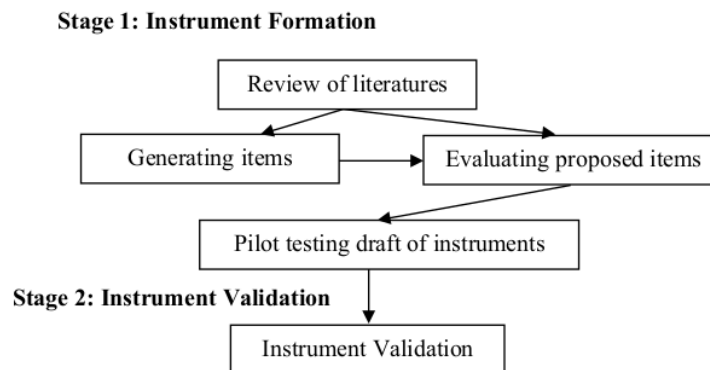 Stage 1: Instrument Formation
Review of literatures
Generating items
Evaluating proposed items
Pilot testing draft of instruments
Stage 2: Instrument Validation
Instrument Validation